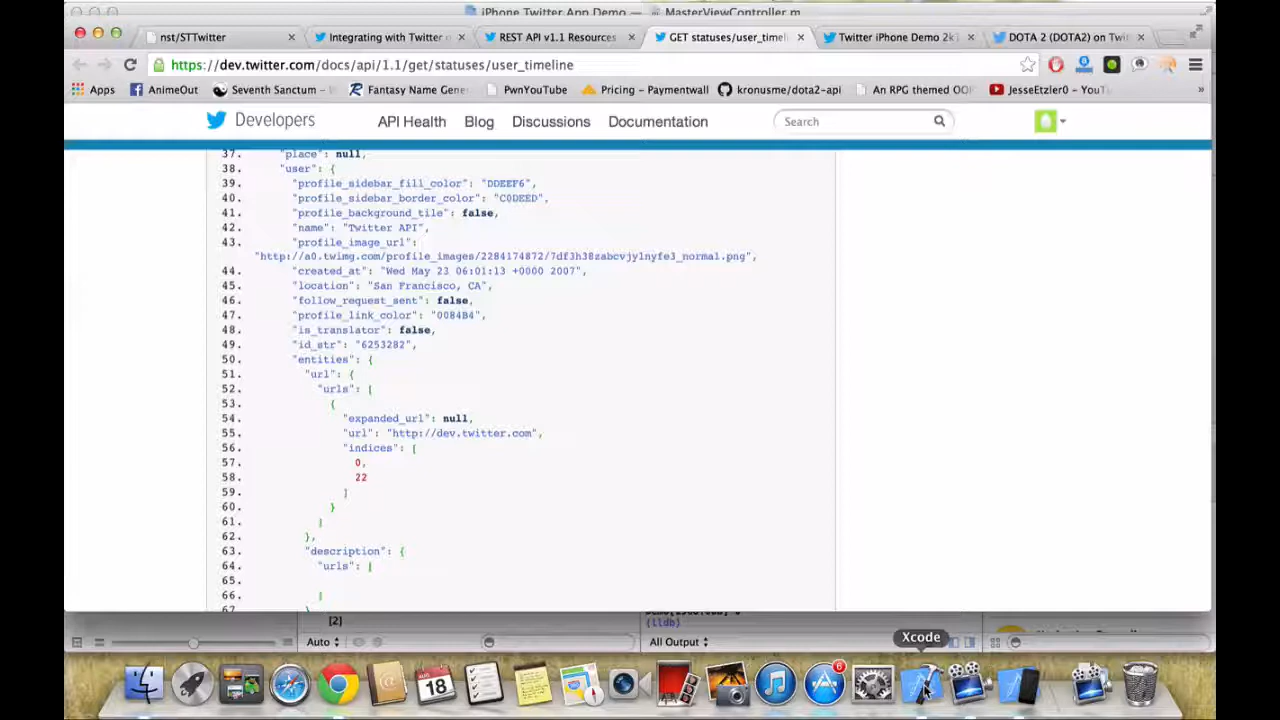 iPhone Twitter App Demo — MasterViewController.m
nst/STTwitter
Integrating with Twitter o
REST API v1.1 Resources
GET statuses/user_timeli
Twitter iPhone Demo 2k
DOTA 2 (DOTA2) on Twi
https://dev.twitter.com/docs/api/1.1/get/statuses/user_timeline
Apps
AnimeOut
Seventh Sanctum –
Fantasy Name Gene
PwnYouTube
Pricing - Paymentwall
kronusme/dota2-api
An RPG themed
JesseEtzler0 – YouT
»
Developers
API Health
Blog
Discussions
Documentation
Search
37. "place": null,
38. "user": {
39. "profile_sidebar_fill_color": "DDEEF6",
40. "profile_sidebar_border_color": "C0DEED",
41. "profile_background_tile": false,
42. "name": "Twitter API",
43. "profile_image_url":
"http://a0.twimg.com/profile_images/2284174872/7df3h38zabcvjylnyfe3_normal.png",
44. "created_at": "Wed May 23 06:01:13 +0000 2007",
45. "location": "San Francisco, CA",
46. "follow_request_sent": false,
47. "profile_link_color": "0084B4",
48. "is_translator": false,
49. "id_str": "6253282",
50. "entities": {
51. "url": {
52. "urls": [
53. {
54. "expanded_url": null,
55. "url": "http://dev.twitter.com",
56. "indices": [
57. 0,
58. 22
59. ]
60. }
61. ]
62. },
63. "description": {
64. "urls": [
65.
66. ]
67. }
[2]
(lldb)
Auto
All Output
Xcode
6
18